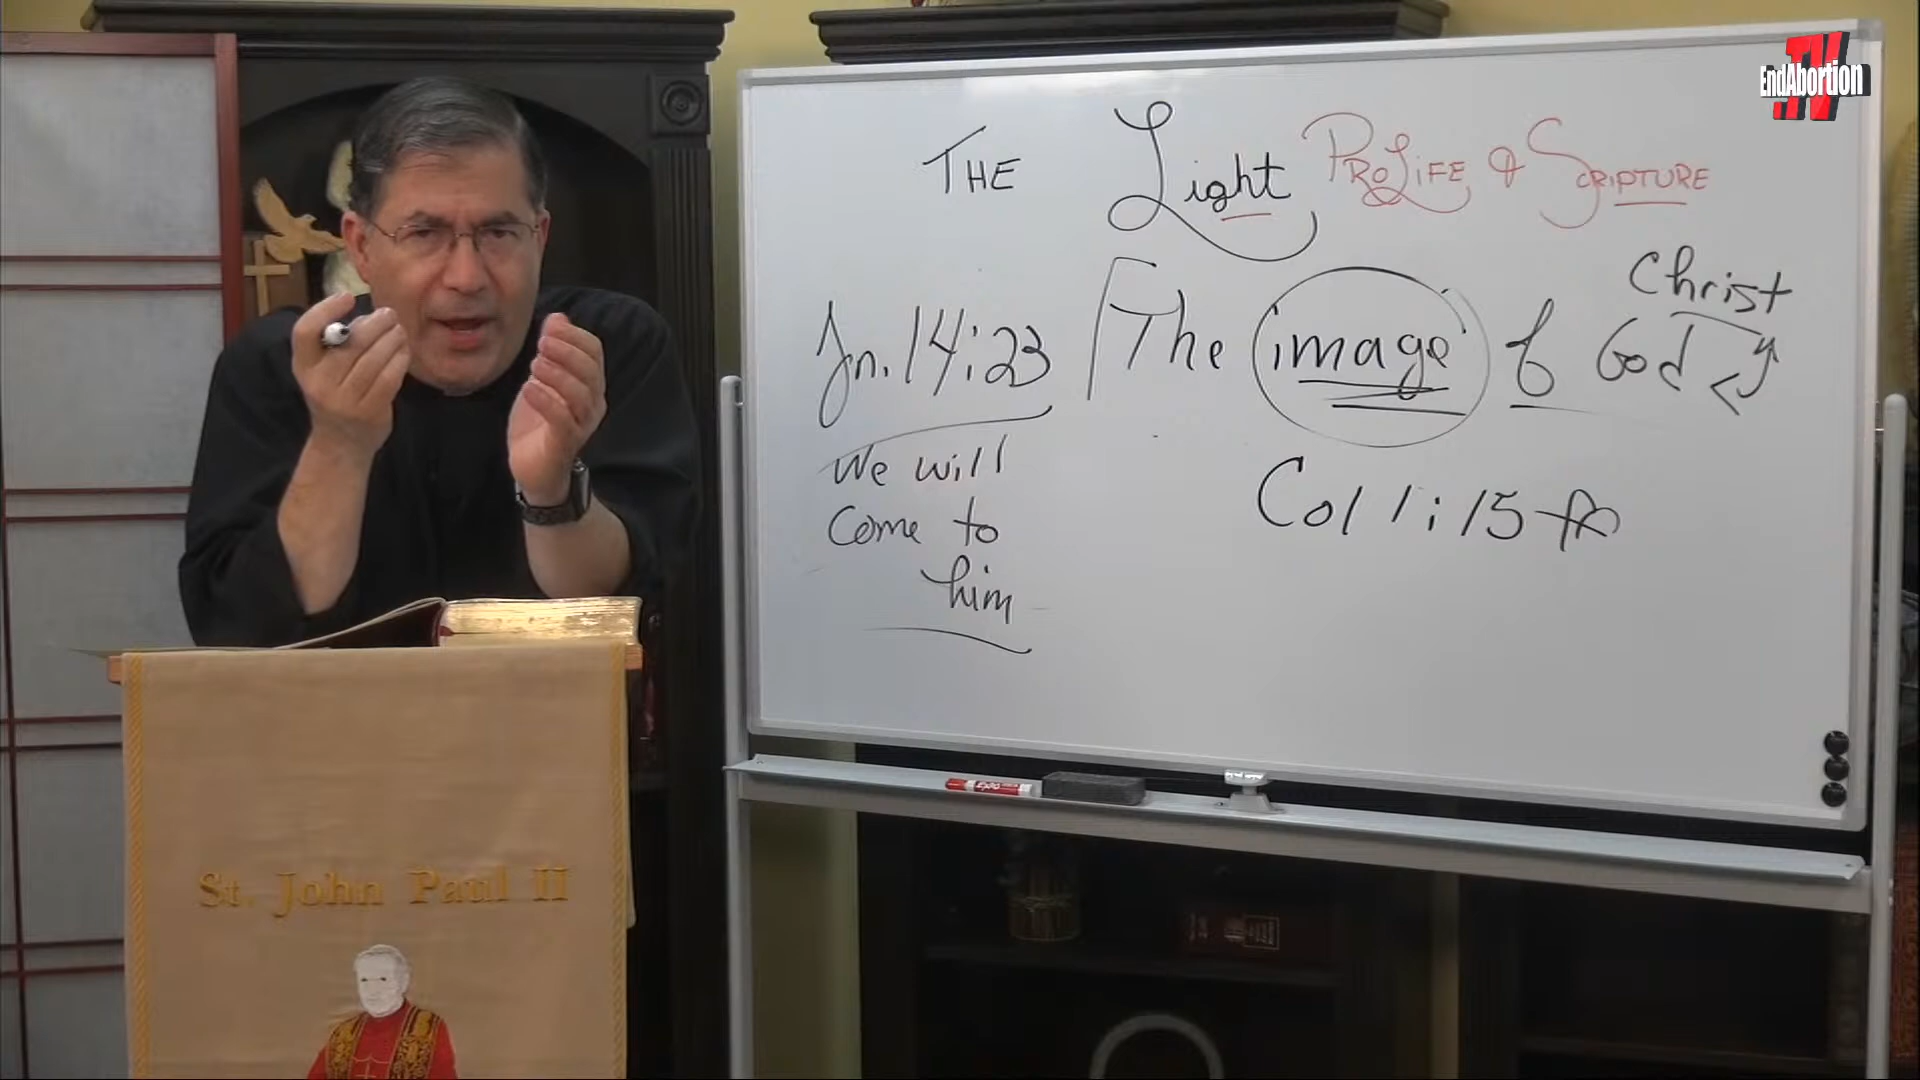 THE Light PROLIFE & SCRIPTURE
Christ
Jn. 14:23
The image of God
We will
come to
him
Col 1:15 ff
EXPO
St. John Paul II
TV
EndAbortion